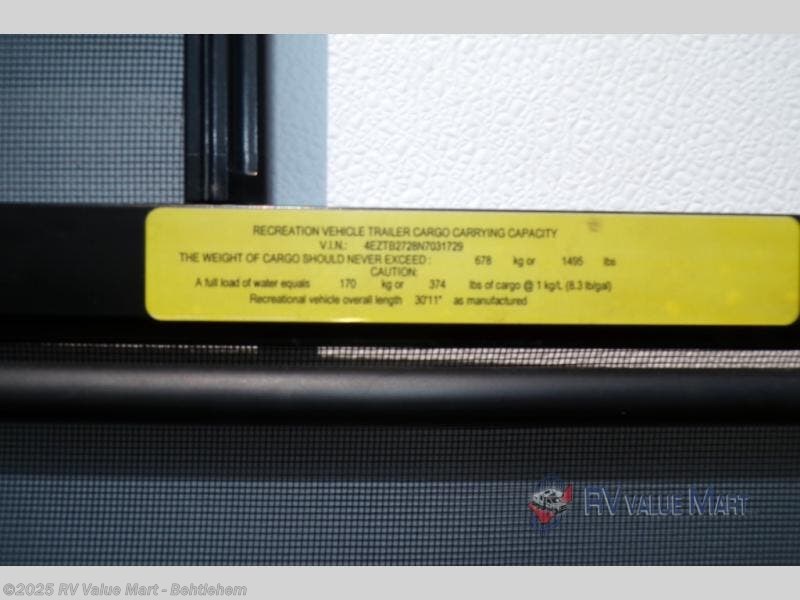 RECREATION VEHICLE TRAILER CARGO CARRYING CAPACITY
V.I.N.: 4EZTB2728N7031729
THE WEIGHT OF CARGO SHOULD NEVER EXCEED: 678 kg or 1495 lbs
CAUTION:
A full load of water equals 170 kg or 374 lbs of cargo @ 1 kg/L (8.3 lb/gal)
Recreational vehicle overall length 30'11" as manufactured
RV VALUE MART
©2025 RV Value Mart - Behtlehem